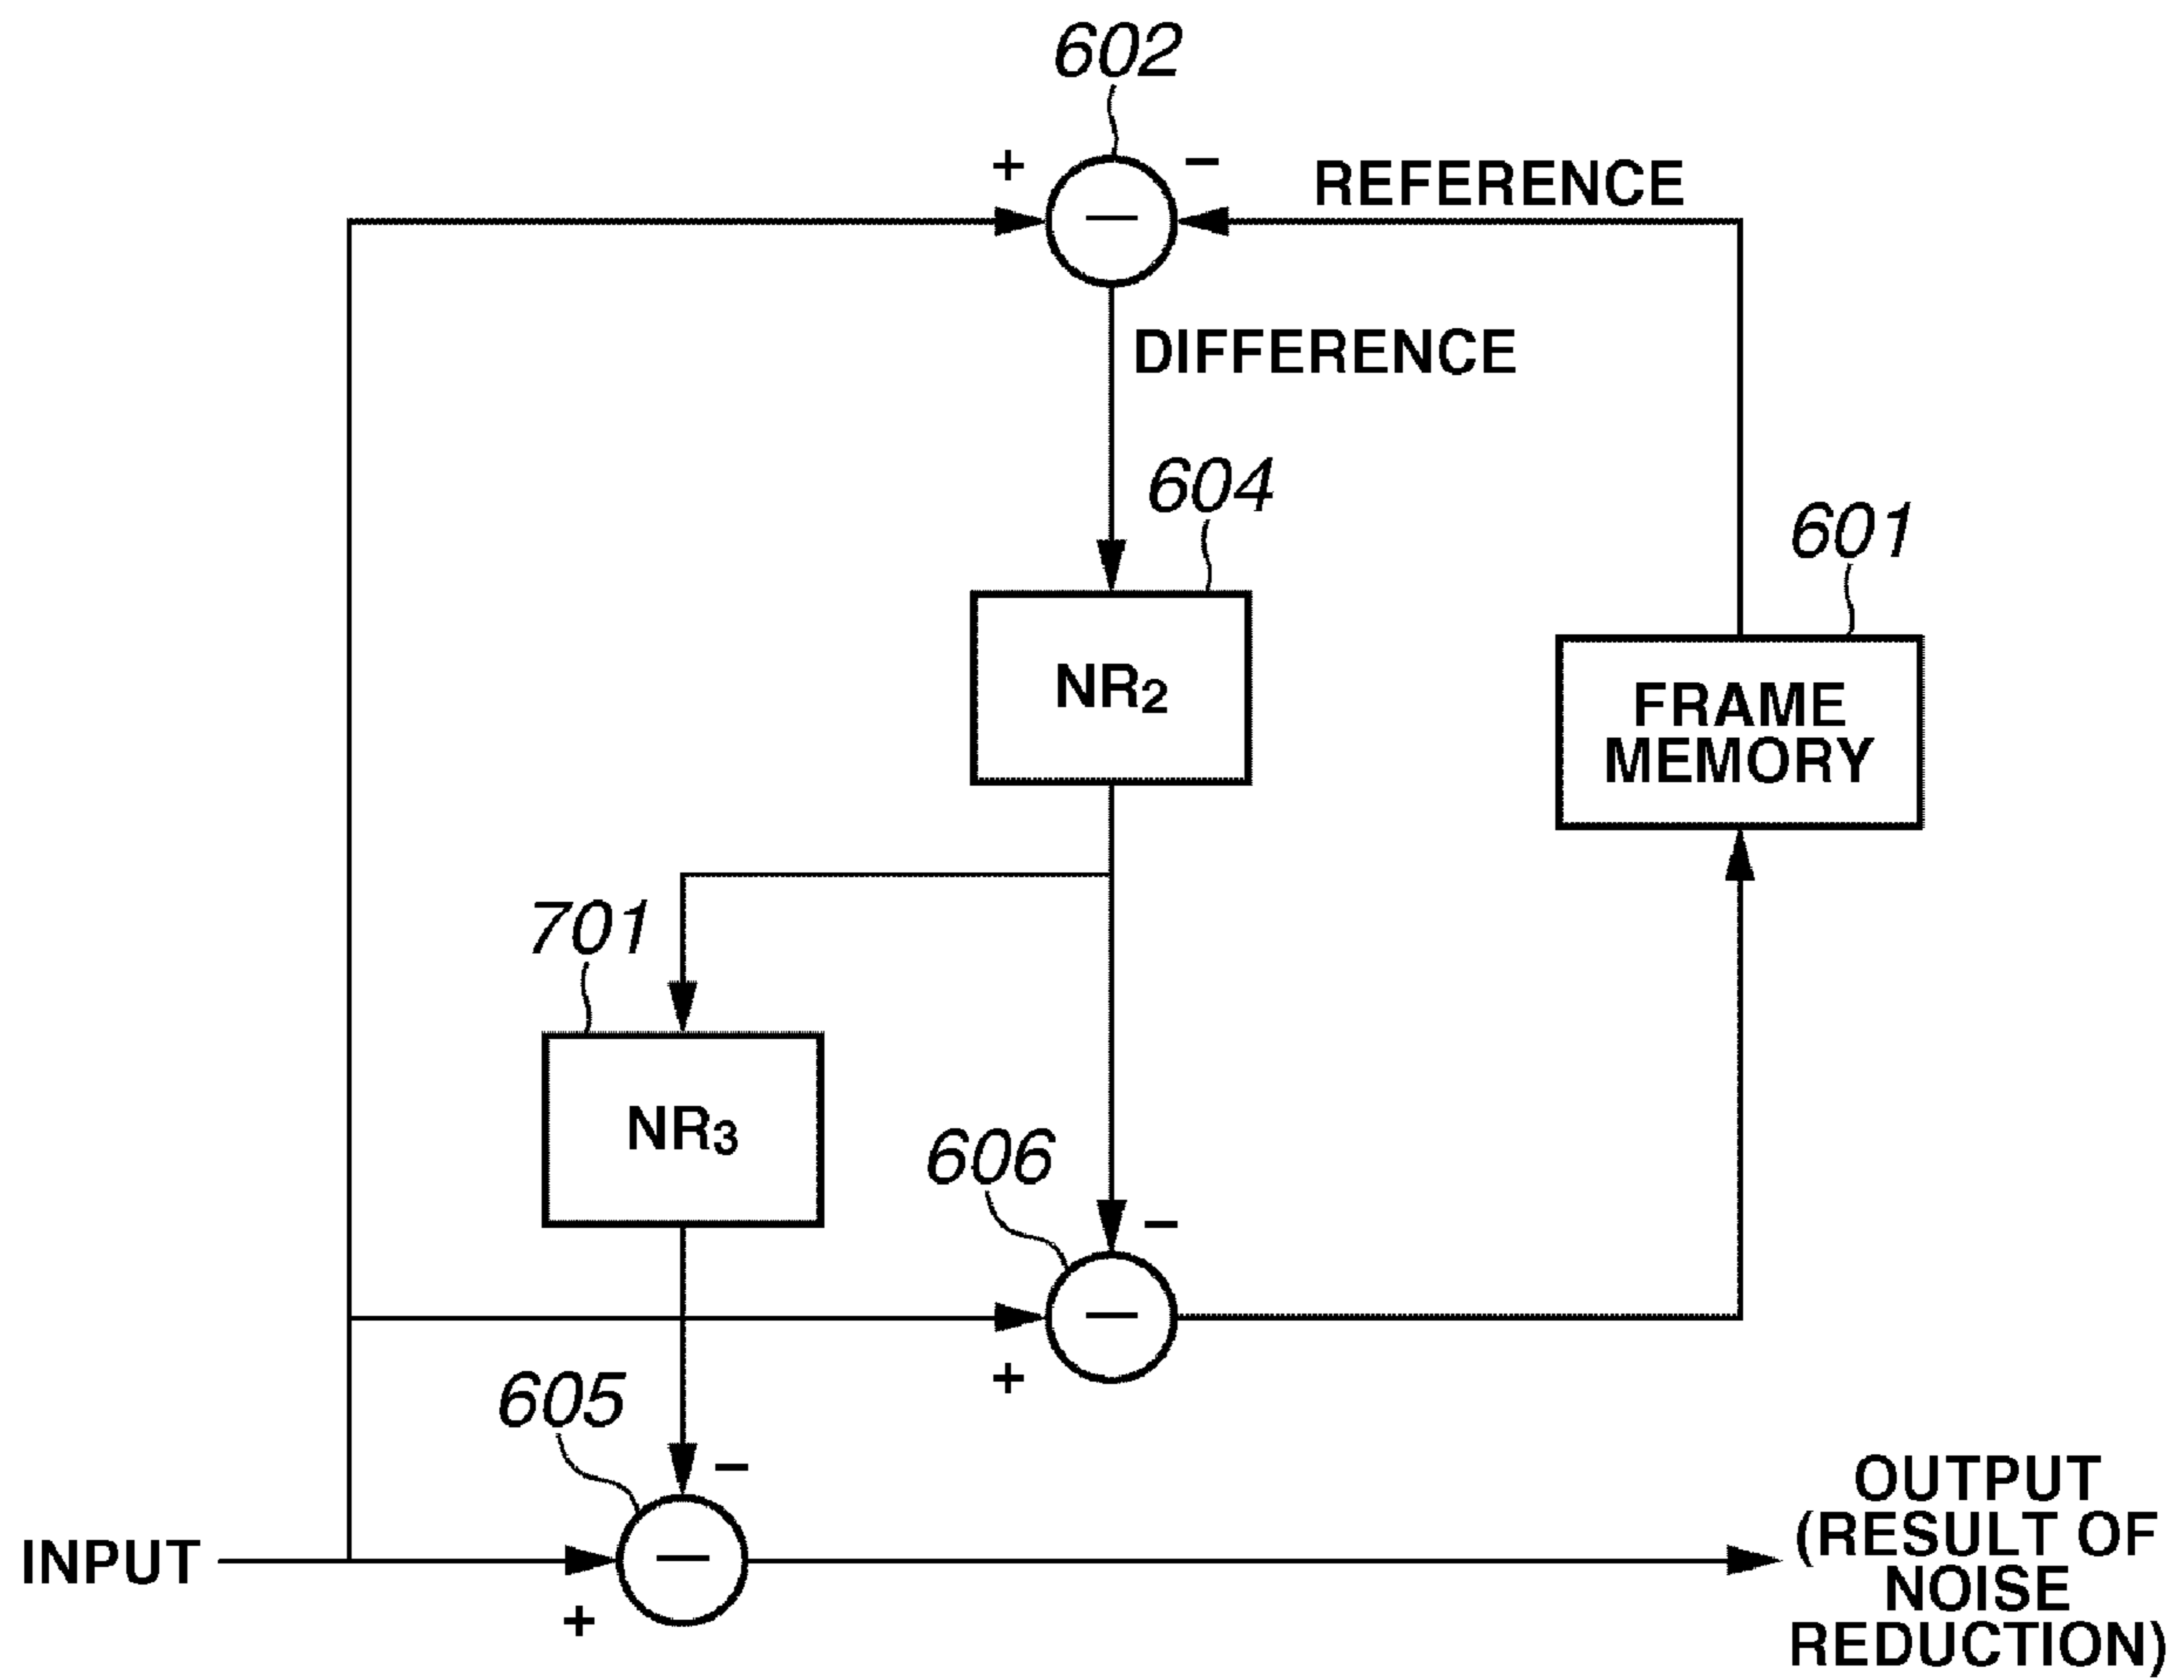 602
+
−
REFERENCE
—
DIFFERENCE
604
601
NR2
FRAME
MEMORY
701
NR3
606
−
—
+
605
−
INPUT
—
+
OUTPUT
(RESULT OF
NOISE
REDUCTION)